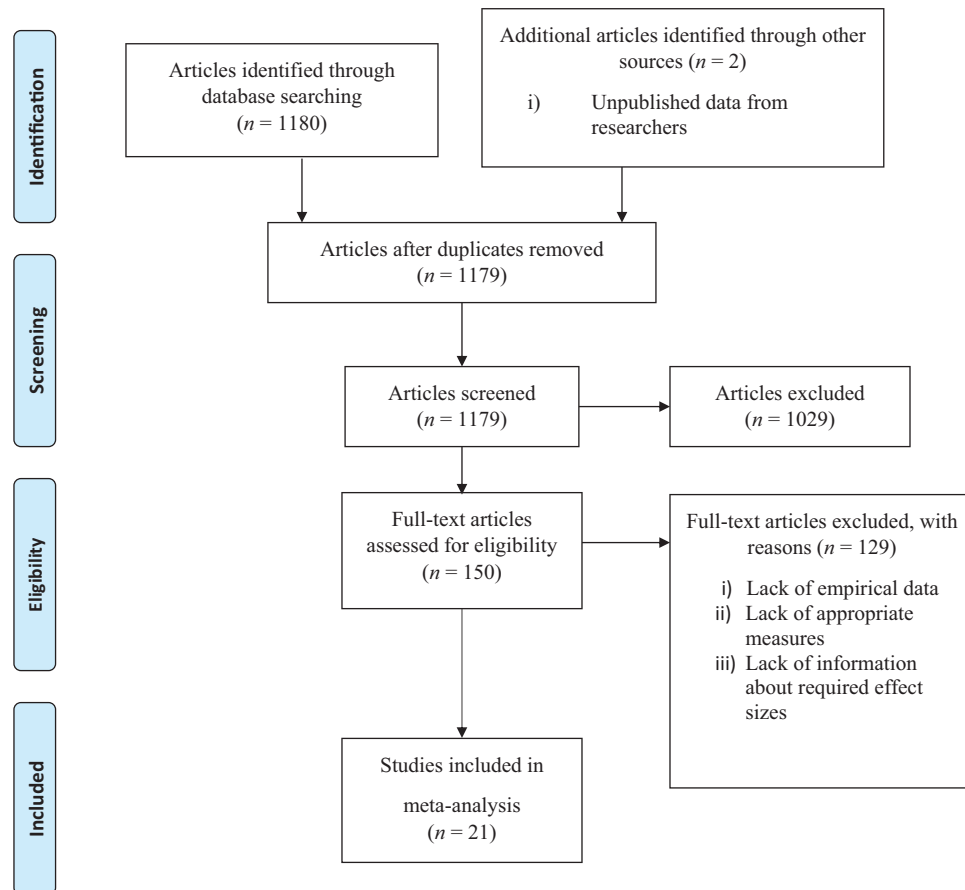 Identification
Articles identified through
database searching
(n = 1180)
Additional articles identified through other
sources (n = 2)
i) Unpublished data from
researchers
Screening
Articles after duplicates removed
(n = 1179)
Articles screened
(n = 1179)
Articles excluded
(n = 1029)
Eligibility
Full-text articles
assessed for eligibility
(n = 150)
Full-text articles excluded, with
reasons (n = 129)
i) Lack of empirical data
ii) Lack of appropriate
measures
iii) Lack of information
about required effect
sizes
Included
Studies included in
meta-analysis
(n = 21)